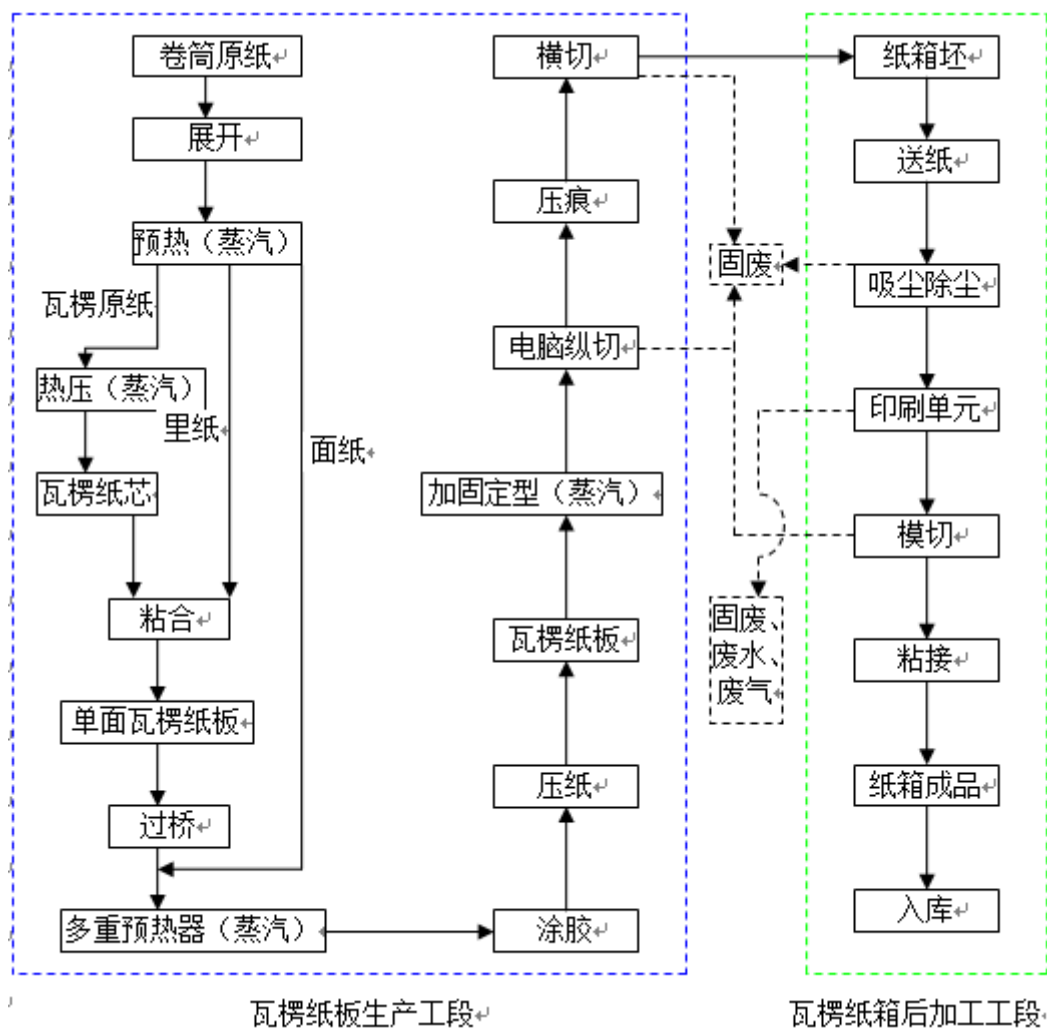 卷筒原纸
展开
预热（蒸汽）
瓦楞原纸
热压（蒸汽）
里纸
面纸
瓦楞纸芯
粘合
单面瓦楞纸板
过桥
多重预热器（蒸汽）
涂胶
压纸
瓦楞纸板
加固定型（蒸汽）
电脑纵切
压痕
横切
固废
固废、
废水、
废气
纸箱坯
送纸
吸尘除尘
印刷单元
模切
粘接
纸箱成品
入库
瓦楞纸板生产工段
瓦楞纸箱后加工工段